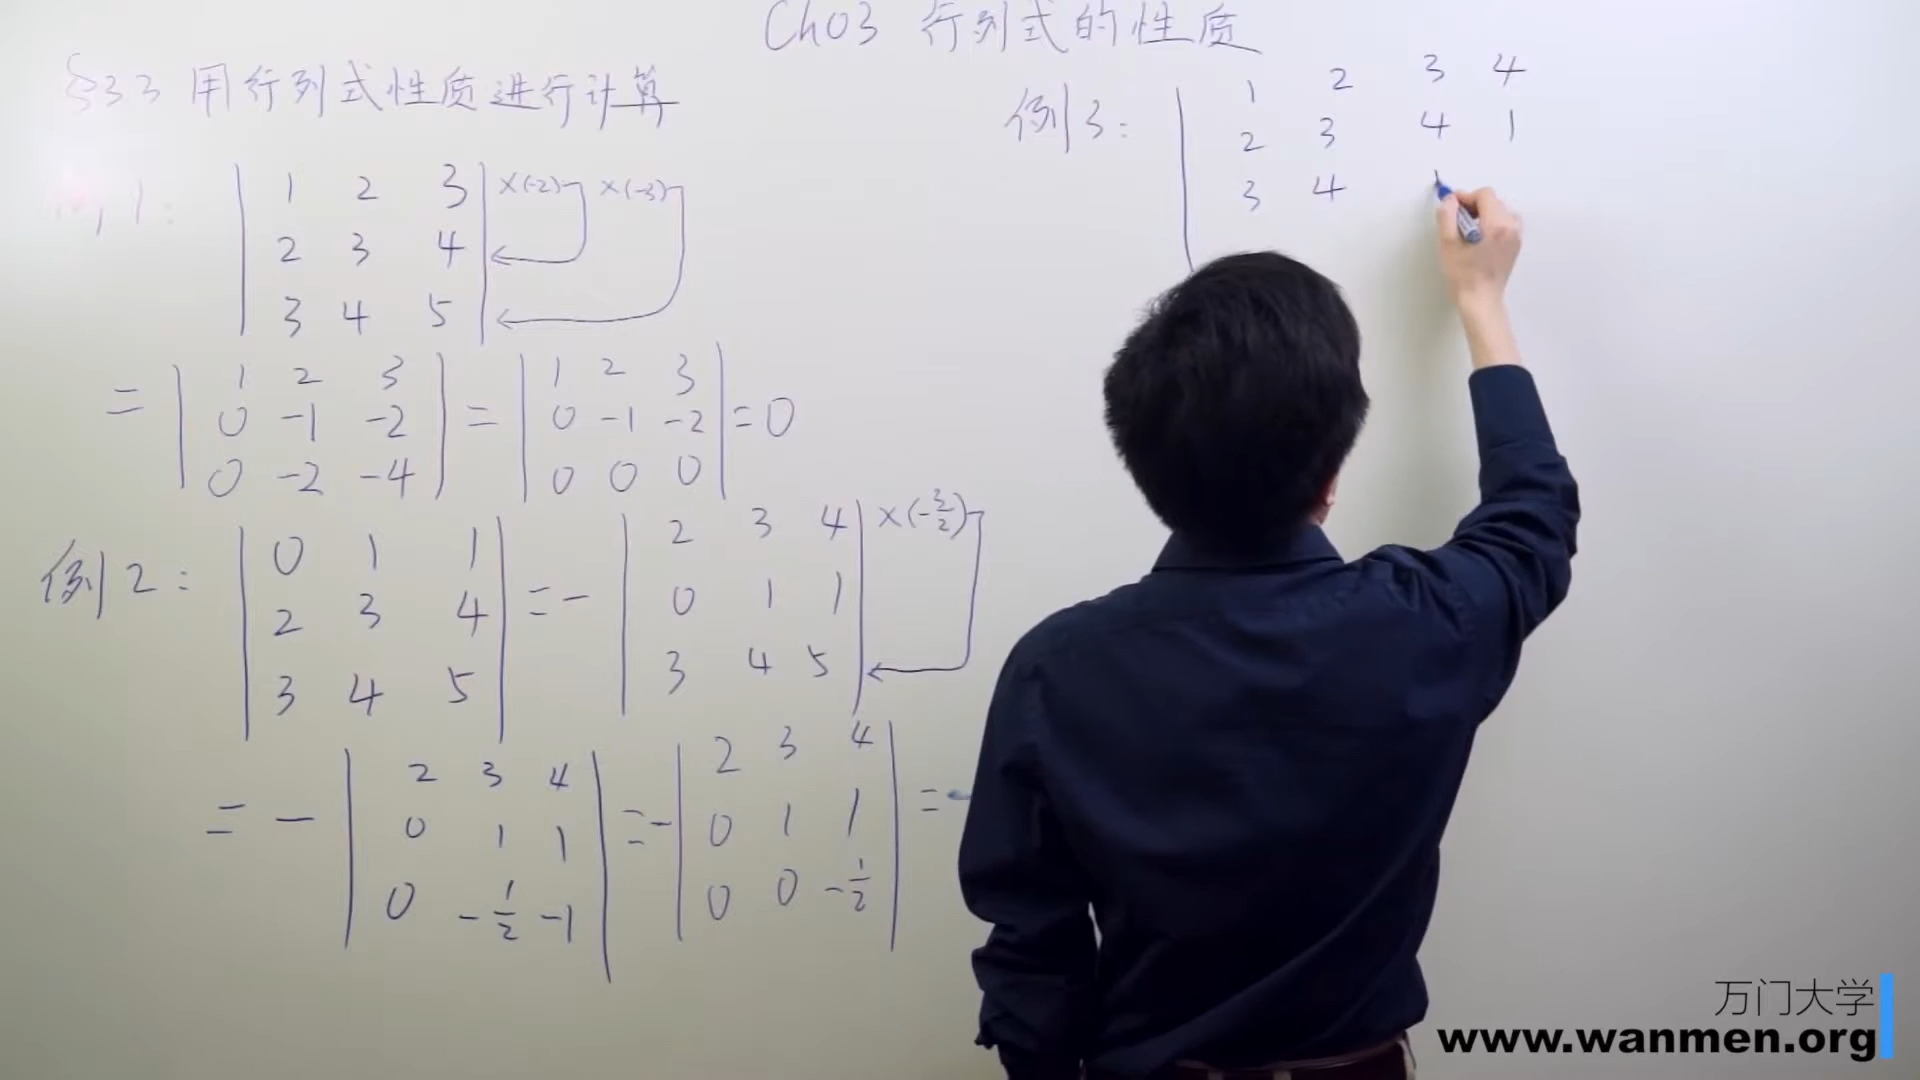 Ch03 行列式的性质
§3.3 用行列式性质进行计算
1:
| 1 2 3 | ×(-2) ×(-3)
| 2 3 4 |
| 3 4 5 |
= | 1 2 3 | = | 1 2 3 | = 0
| 0 -1 -2 | | 0 -1 -2 |
| 0 -2 -4 | | 0 0 0 |
例2: | 0 1 1 | = - | 2 3 4 | ×(-3/2)
| 2 3 4 | | 0 1 1 |
| 3 4 5 | | 3 4 5 |
= - | 2 3 4 | = - | 2 3 4 | = -
| 0 1 1 | | 0 1 1 |
| 0 -1/2 -1 | | 0 0 -1/2 |
例3: | 1 2 3 4
| 2 3 4 1
| 3 4
万门大学
www.wanmen.org